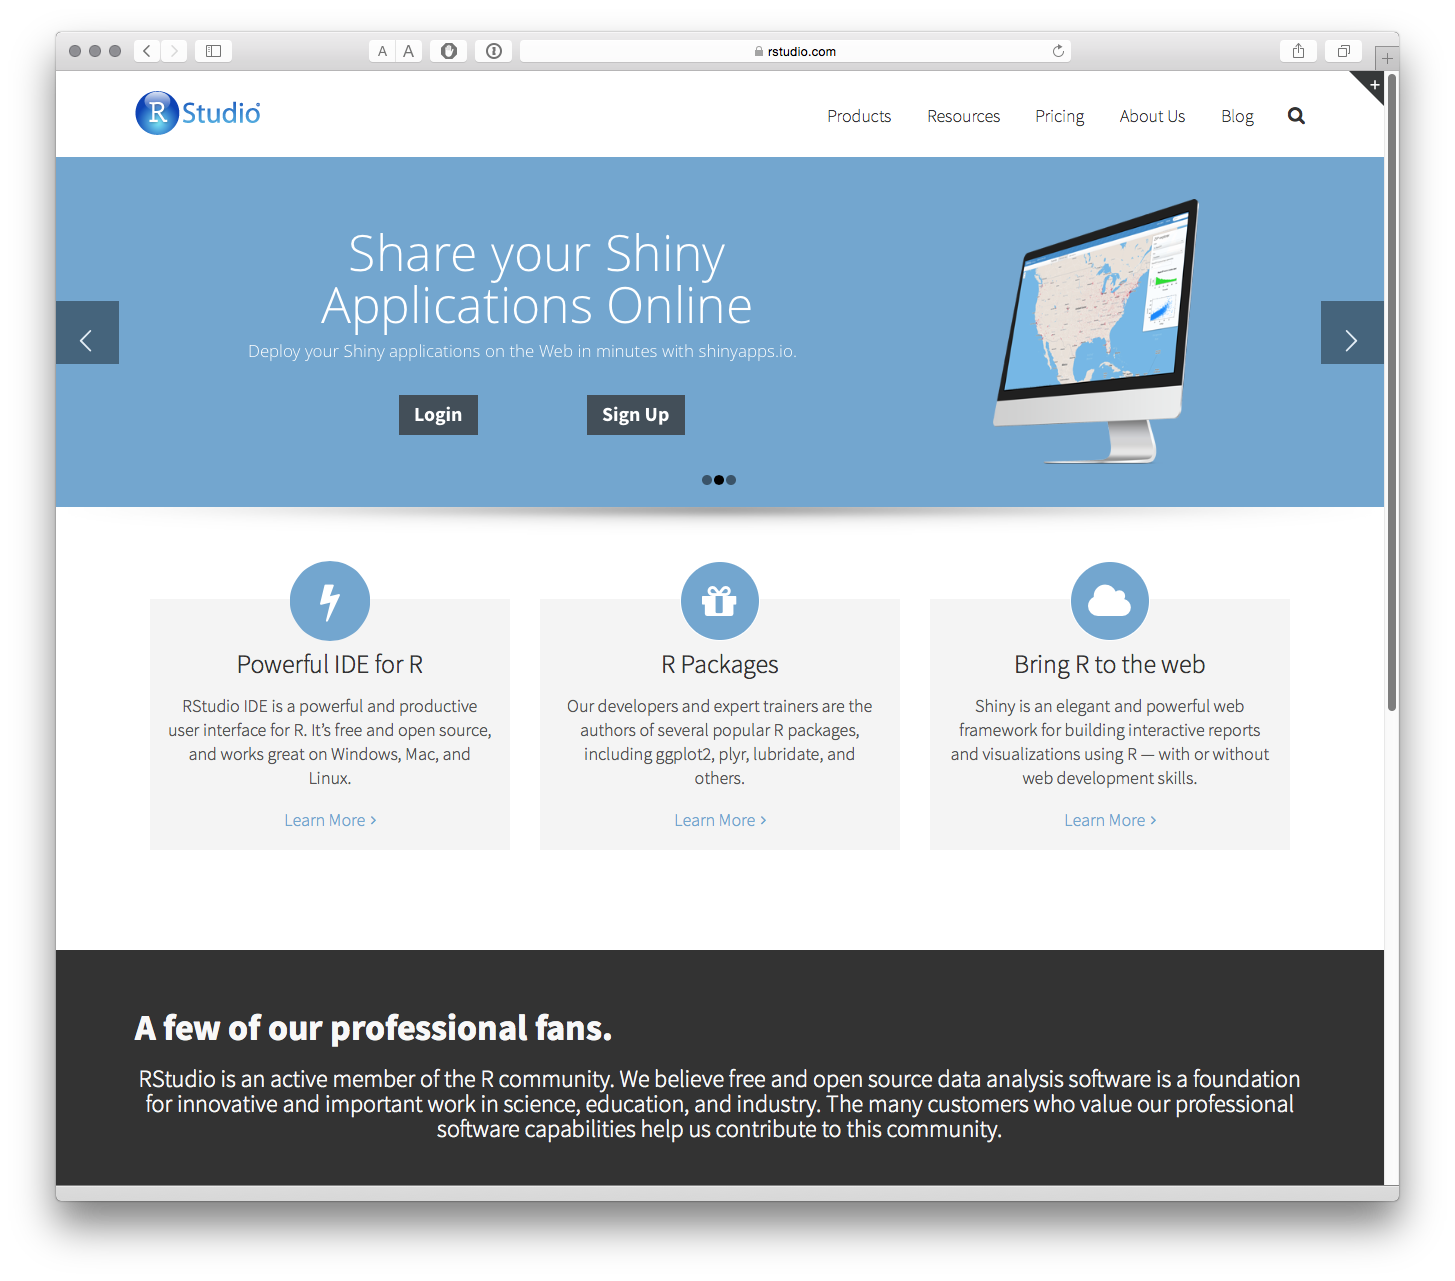 A A rstudio.com
R Studio
Products Resources Pricing About Us Blog
Share your Shiny
Applications Online
Deploy your Shiny applications on the Web in minutes with shinyapps.io.
Login Sign Up
Powerful IDE for R
RStudio IDE is a powerful and productive
user interface for R. It’s free and open source,
and works great on Windows, Mac, and
Linux.
Learn More ›
R Packages
Our developers and expert trainers are the
authors of several popular R packages,
including ggplot2, plyr, lubridate, and
others.
Learn More ›
Bring R to the web
Shiny is an elegant and powerful web
framework for building interactive reports
and visualizations using R — with or without
web development skills.
Learn More ›
A few of our professional fans.
RStudio is an active member of the R community. We believe free and open source data analysis software is a foundation
for innovative and important work in science, education, and industry. The many customers who value our professional
software capabilities help us contribute to this community.